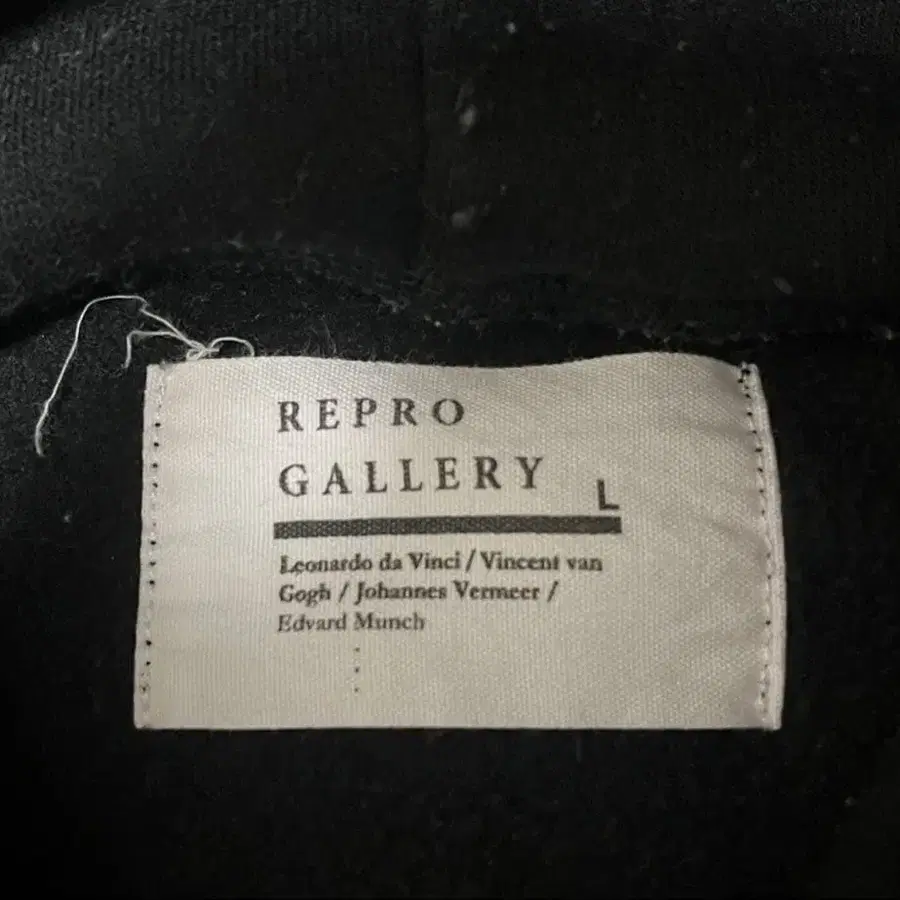 REPRO
GALLERY
L
Leonardo da Vinci / Vincent van
Gogh / Johannes Vermeer /
Edvard Munch